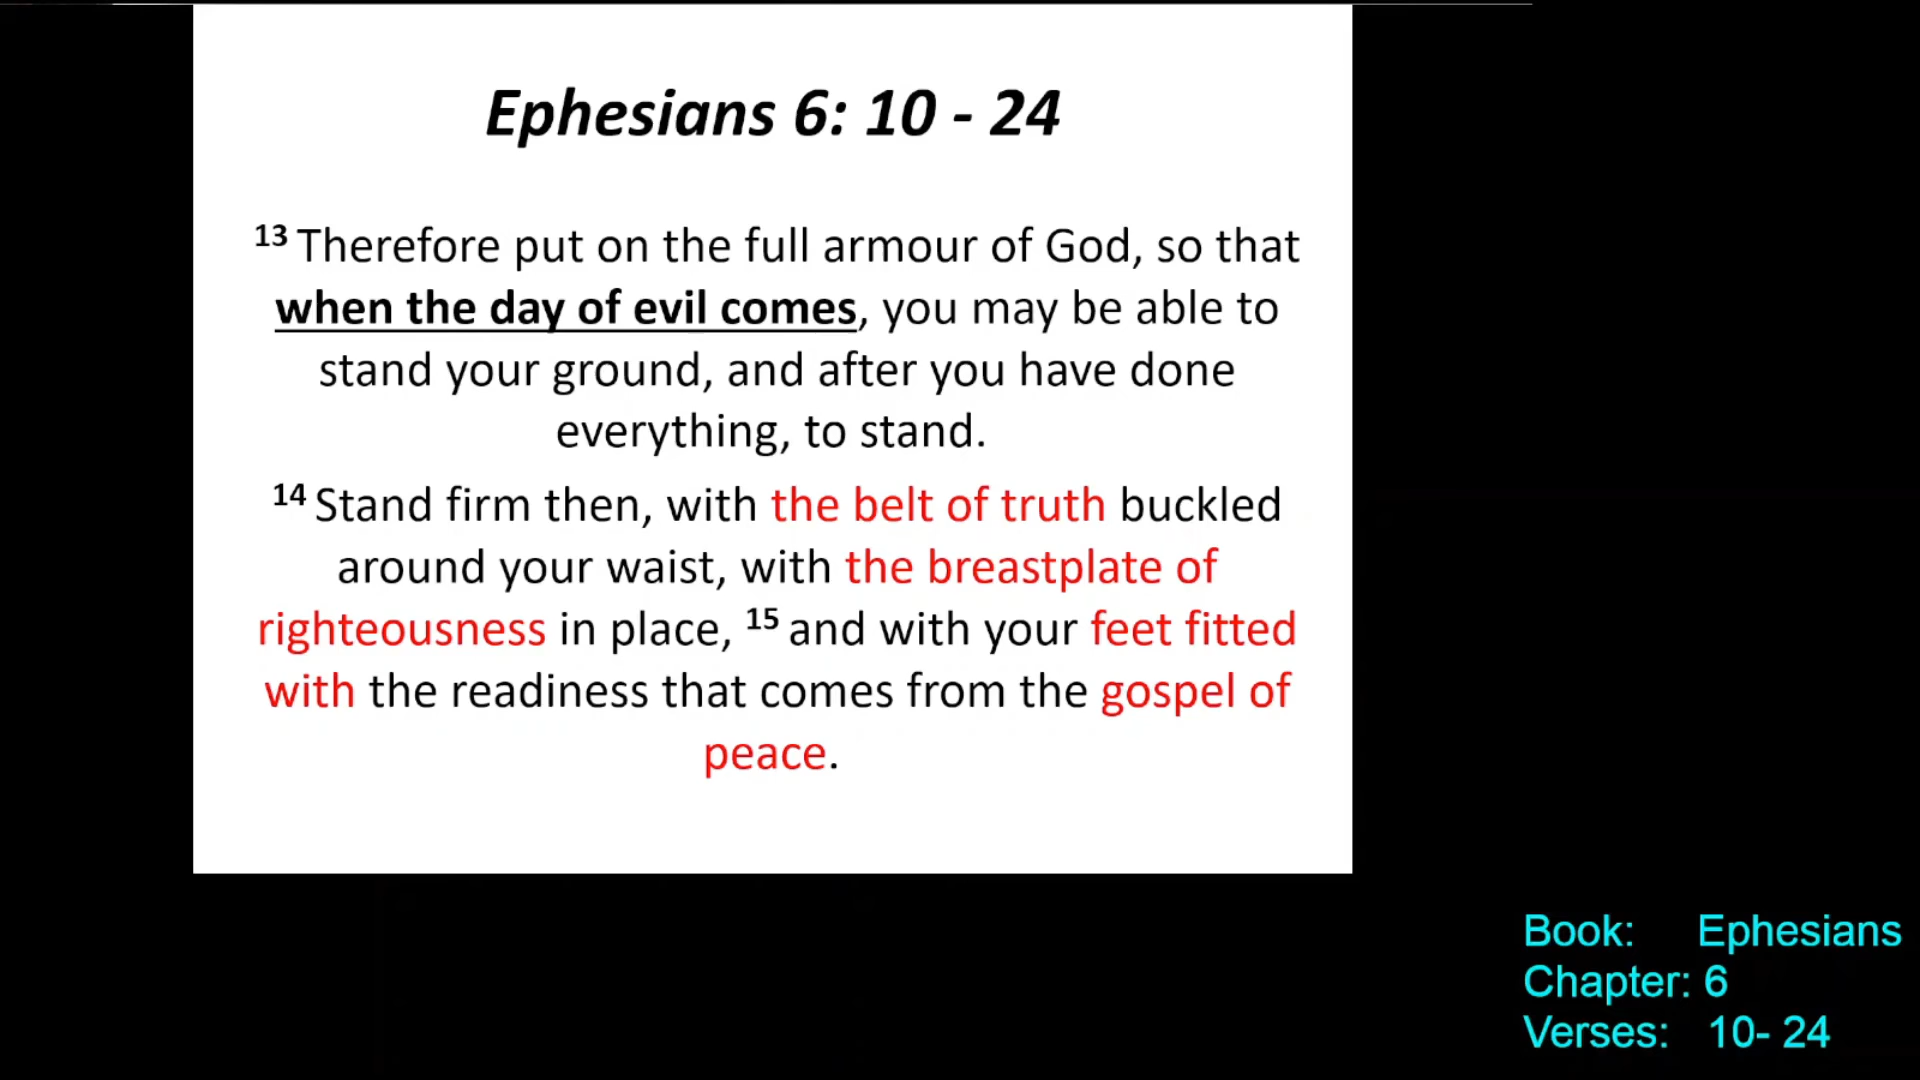 Ephesians 6: 10 - 24
13 Therefore put on the full armour of God, so that
when the day of evil comes, you may be able to
stand your ground, and after you have done
everything, to stand.
14 Stand firm then, with the belt of truth buckled
around your waist, with the breastplate of
righteousness in place, 15 and with your feet fitted
with the readiness that comes from the gospel of
peace.
Book: Ephesians
Chapter: 6
Verses: 10- 24